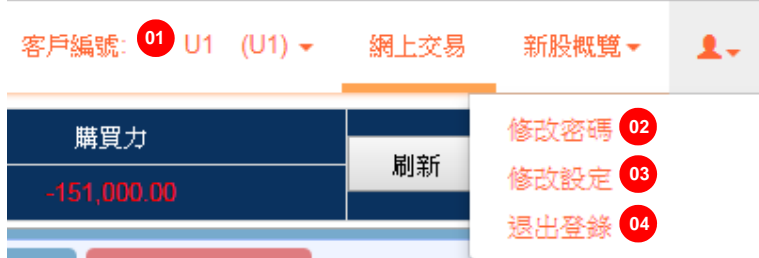 客戶編號: 01 U1 (U1) 網上交易 新股概覽
購買力
-151,000.00
刷新
修改密碼 02
修改設定 03
退出登錄 04